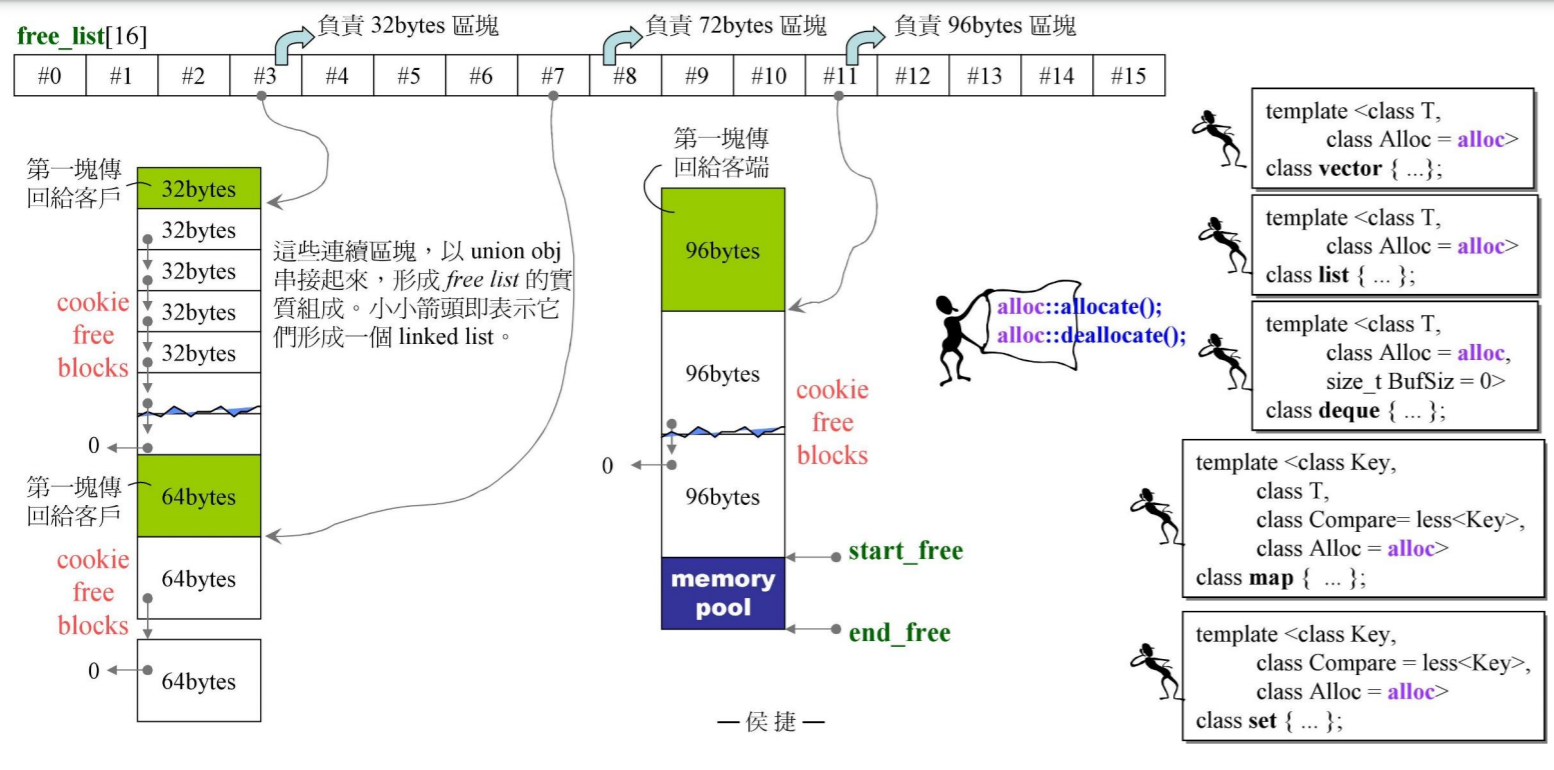 free_list[16]
負責 32bytes 區塊
負責 72bytes 區塊
負責 96bytes 區塊
#0 #1 #2 #3 #4 #5 #6 #7 #8 #9 #10 #11 #12 #13 #14 #15
第一塊傳
回給客戶
32bytes
32bytes
32bytes
32bytes
32bytes
cookie
free
blocks
0
這些連續區塊，以 union obj
串接起來，形成 free list 的實
質組成。小小箭頭即表示它
們形成一個 linked list。
第一塊傳
回給客戶
64bytes
cookie
free
blocks
64bytes
0
64bytes
第一塊傳
回給客端
96bytes
96bytes
cookie
free
blocks
0
96bytes
start_free
memory
pool
end_free
— 侯 捷 —
alloc::allocate();
alloc::deallocate();
template <class T,
class Alloc = alloc>
class vector { ...};
template <class T,
class Alloc = alloc>
class list { ... };
template <class T,
class Alloc = alloc,
size_t BufSiz = 0>
class deque { ... };
template <class Key,
class T,
class Compare= less<Key>,
class Alloc = alloc>
class map { ... };
template <class Key,
class Compare = less<Key>,
class Alloc = alloc>
class set { ... };